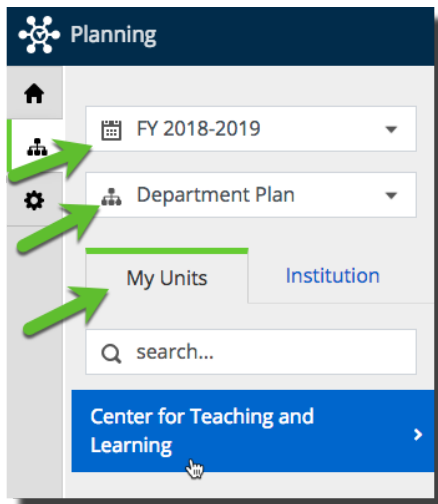 Planning
FY 2018-2019
Department Plan
My Units
Institution
search...
Center for Teaching and
Learning